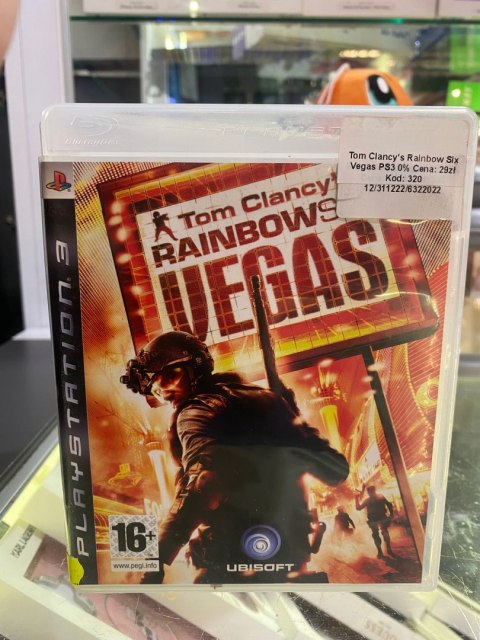 Tom Clancy's Rainbow Six
Vegas PS3 0% Cena: 29zł
Kod: 320
12/311222/6322022
Tom Clancy's
RAINBOWS
VEGAS
PLAYSTATION 3
16+
www.pegi.info
UBISOFT